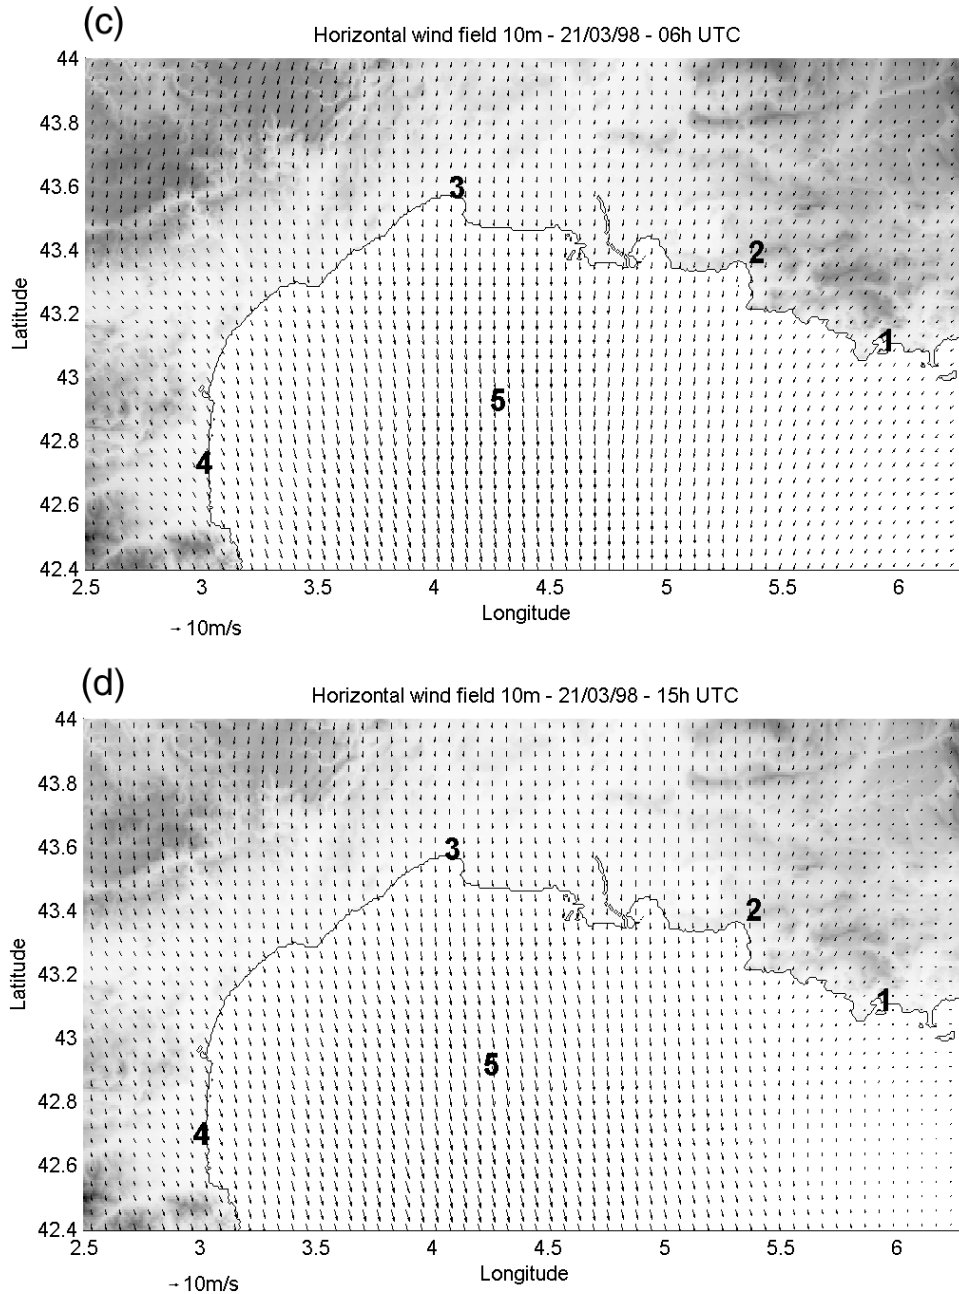 (c)
Horizontal wind field 10m - 21/03/98 - 06h UTC
44
43.8
43.6
3
43.4
2
43.2
1
Latitude
43
5
42.8
4
42.6
42.4
2.5 3 3.5 4 4.5 5 5.5 6
Longitude
→ 10m/s
(d)
Horizontal wind field 10m - 21/03/98 - 15h UTC
44
43.8
43.6
3
43.4
2
43.2
1
Latitude
43
5
42.8
4
42.6
42.4
2.5 3 3.5 4 4.5 5 5.5 6
Longitude
→ 10m/s